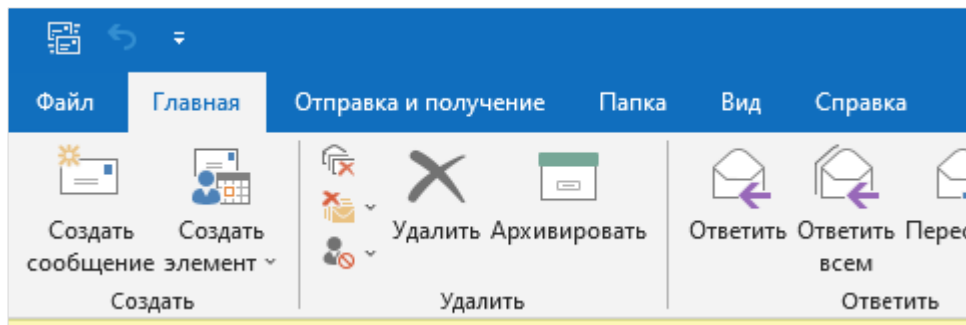 Файл Главная Отправка и получение Папка Вид Справка
Создать Создать Удалить Архивировать Ответить Ответить
сообщение элемент всем
Создать Удалить Ответить